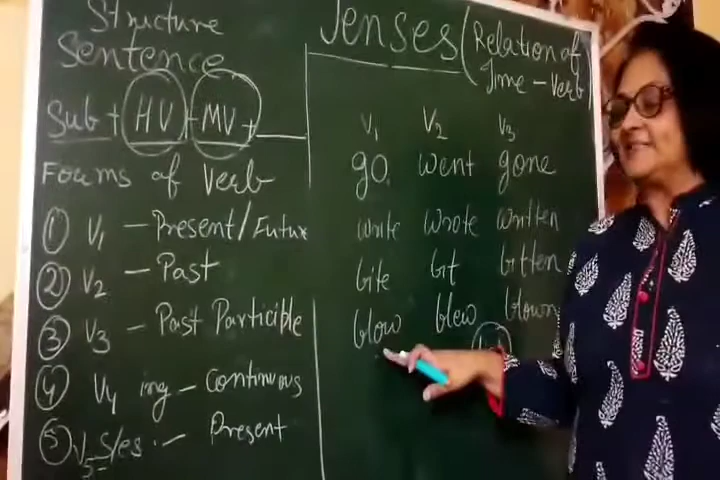 Structure
Sentence
Sub + HV + MV +
Forms of Verb
① V1 – Present/Future
② V2 – Past
③ V3 – Past Participle
④ V4 ing – Continuous
⑤ V5 s/es – Present
Tenses (Relation of
Time – Verb)
V1 V2 V3
go. went gone
write wrote written
bite bit bitten
blow blew blown